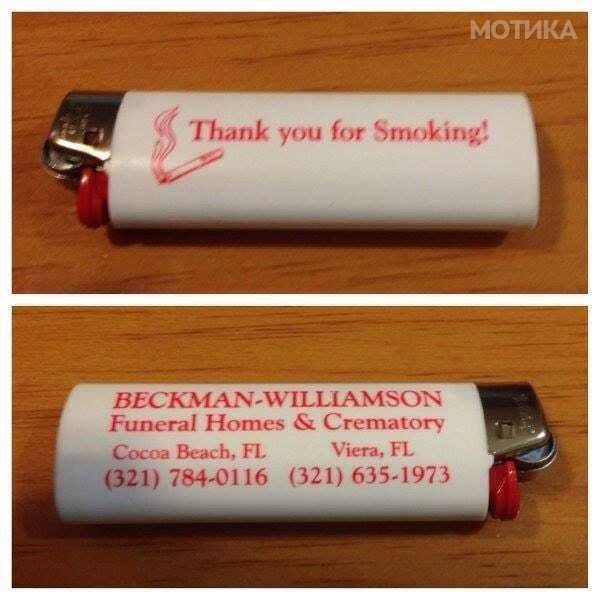 МОТИКА
Thank you for Smoking!
BECKMAN-WILLIAMSON
Funeral Homes & Crematory
Cocoa Beach, FL Viera, FL
(321) 784-0116 (321) 635-1973